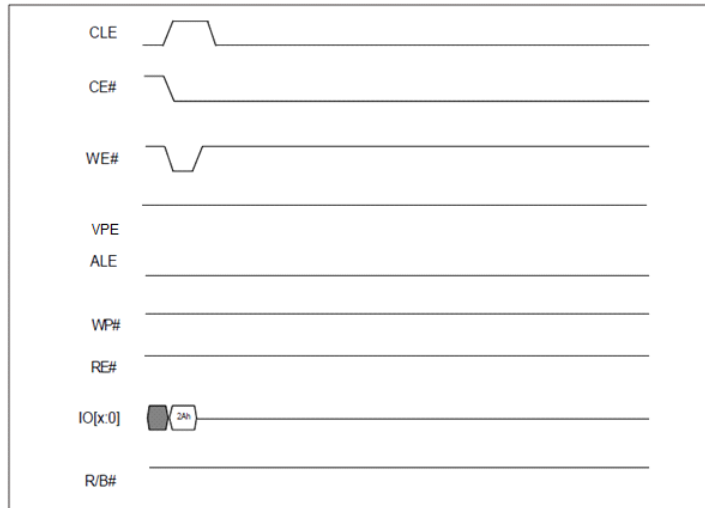 CLE
CE#
WE#
VPE
ALE
WP#
RE#
IO[x:0]
2Ah
R/B#